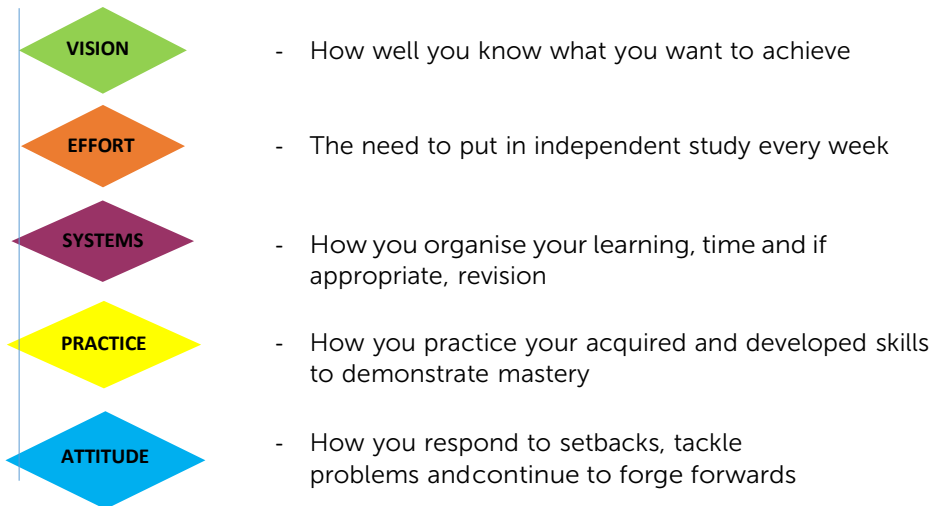 VISION - How well you know what you want to achieve
EFFORT - The need to put in independent study every week
SYSTEMS - How you organise your learning, time and if
appropriate, revision
PRACTICE - How you practice your acquired and developed skills
to demonstrate mastery
ATTITUDE - How you respond to setbacks, tackle
problems andcontinue to forge forwards